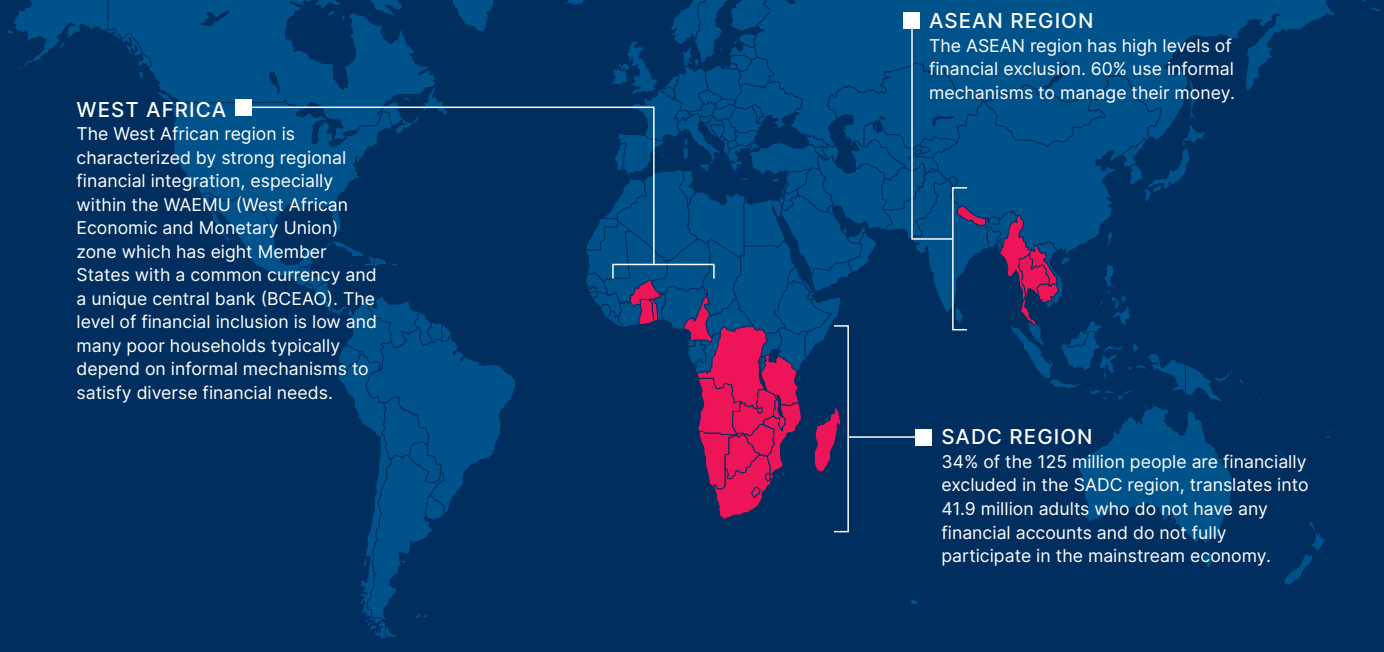 WEST AFRICA
The West African region is
characterized by strong regional
financial integration, especially
within the WAEMU (West African
Economic and Monetary Union)
zone which has eight Member
States with a common currency and
a unique central bank (BCEAO). The
level of financial inclusion is low and
many poor households typically
depend on informal mechanisms to
satisfy diverse financial needs.
ASEAN REGION
The ASEAN region has high levels of
financial exclusion. 60% use informal
mechanisms to manage their money.
SADC REGION
34% of the 125 million people are financially
excluded in the SADC region, translates into
41.9 million adults who do not have any
financial accounts and do not fully
participate in the mainstream economy.